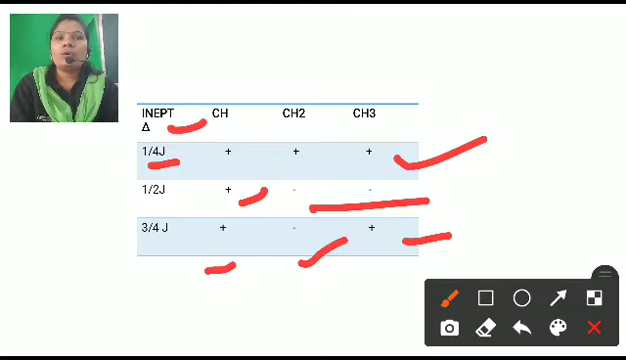 INEPT CH CH2 CH3
Δ
1/4J + + +
1/2J + - -
3/4 J + - +